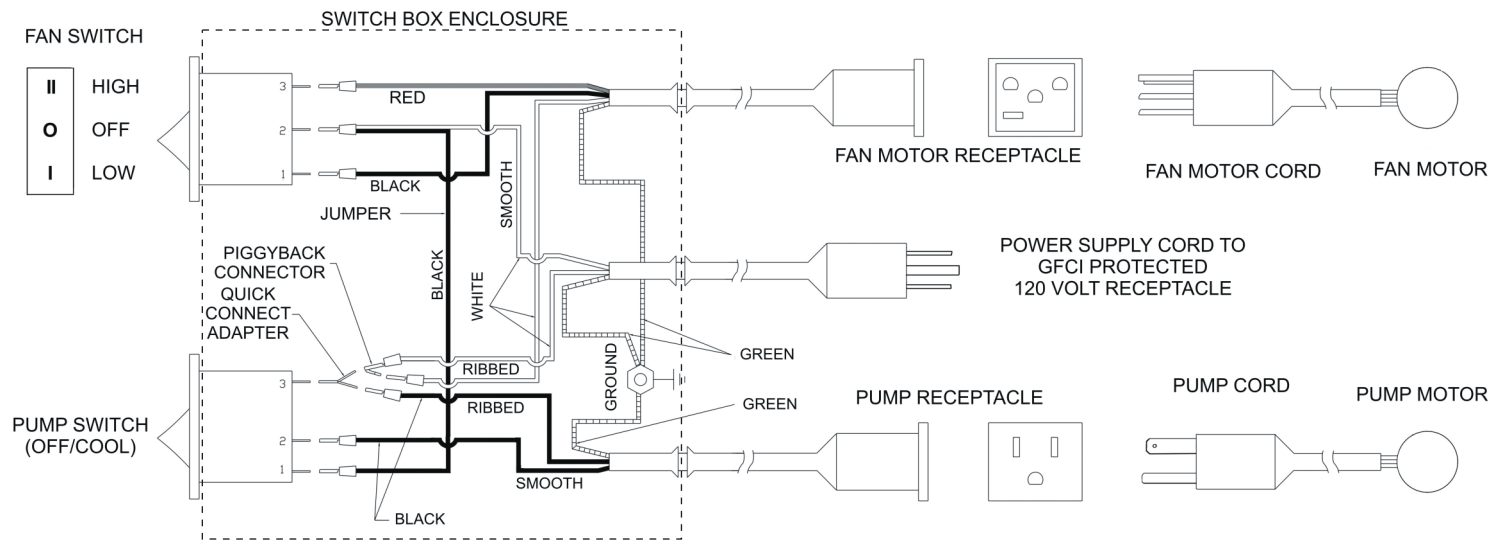 SWITCH BOX ENCLOSURE
FAN SWITCH
II HIGH
O OFF
I LOW
3
2
1
RED
BLACK
JUMPER
SMOOTH
BLACK
WHITE
PIGGYBACK
CONNECTOR
QUICK
CONNECT
ADAPTER
RIBBED
RIBBED
GROUND
GREEN
GREEN
3
2
1
PUMP SWITCH
(OFF/COOL)
SMOOTH
BLACK
FAN MOTOR RECEPTACLE
FAN MOTOR CORD
FAN MOTOR
POWER SUPPLY CORD TO
GFCI PROTECTED
120 VOLT RECEPTACLE
PUMP RECEPTACLE
PUMP CORD
PUMP MOTOR